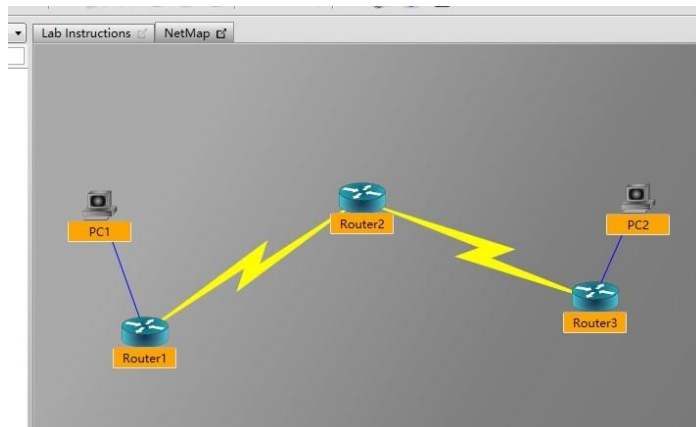 Lab Instructions
NetMap
PC1
Router2
PC2
Router3
Router1